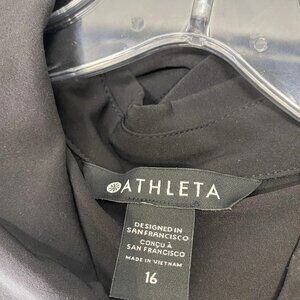 ATHLETA
DESIGNED IN
SAN FRANCISCO
CONÇU À
SAN FRANCISCO
MADE IN VIETNAM
16